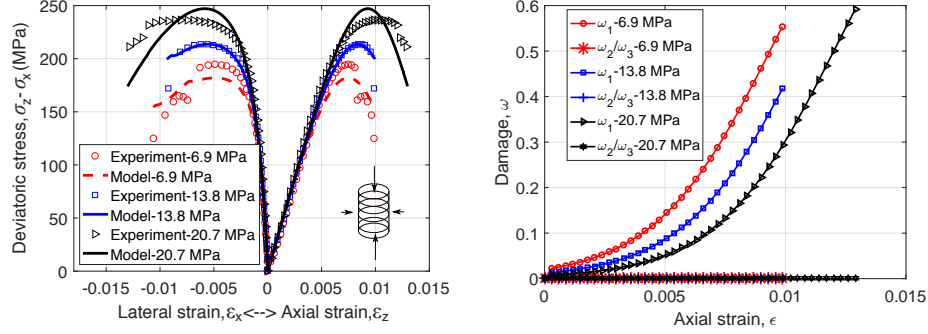 Deviatoric stress, σz - σx (MPa)
250
200
150
100
50
0
Experiment-6.9 MPa
Model-6.9 MPa
Experiment-13.8 MPa
Model-13.8 MPa
Experiment-20.7 MPa
Model-20.7 MPa
-0.015 -0.01 -0.005 0 0.005 0.01 0.015
Lateral strain,εx<--> Axial strain,εz
Damage, ω
0.6
0.5
0.4
0.3
0.2
0.1
0
ω1-6.9 MPa
ω2/ω3-6.9 MPa
ω1-13.8 MPa
ω2/ω3-13.8 MPa
ω1-20.7 MPa
ω2/ω3-20.7 MPa
0 0.005 0.01 0.015
Axial strain, ϵ